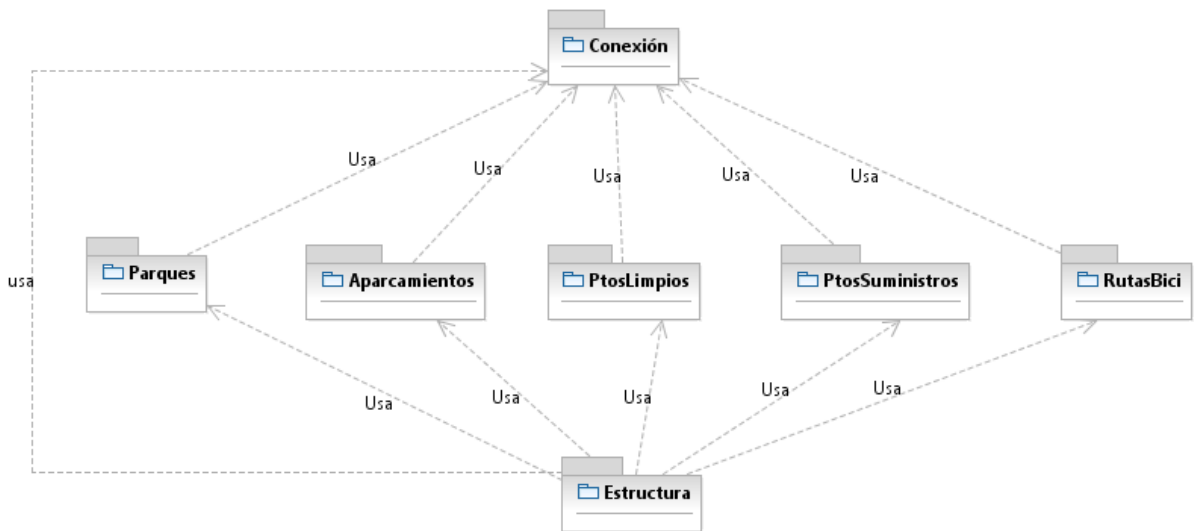 Conexión
Usa
Usa
Usa
Usa
Usa
Parques
Aparcamientos
PtosLimpios
PtosSuministros
RutasBici
usa
Usa
Usa
Usa
Usa
Usa
Estructura